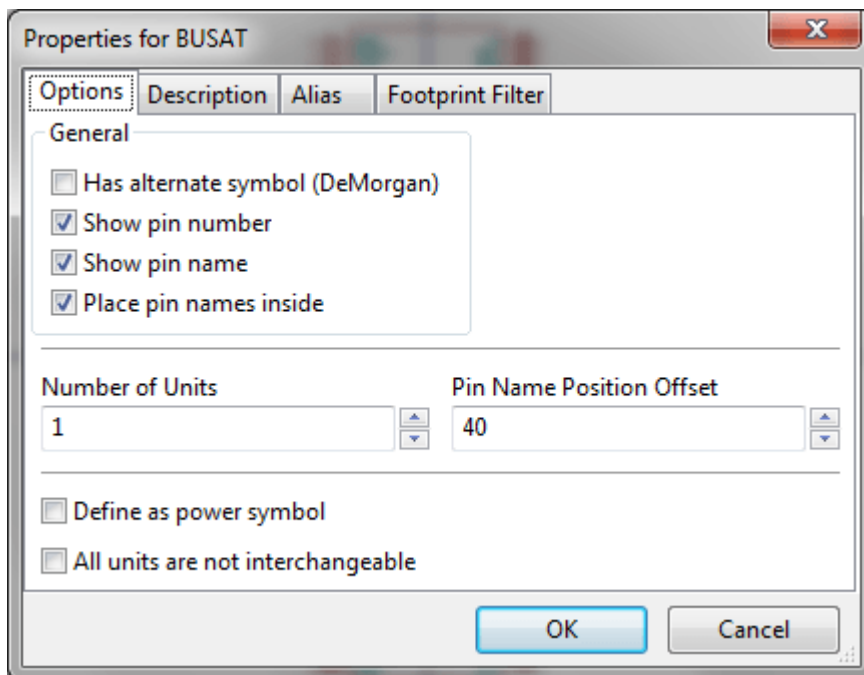 Properties for BUSAT
Options Description Alias Footprint Filter
General
Has alternate symbol (DeMorgan)
Show pin number
Show pin name
Place pin names inside
Number of Units Pin Name Position Offset
1 40
Define as power symbol
All units are not interchangeable
OK Cancel